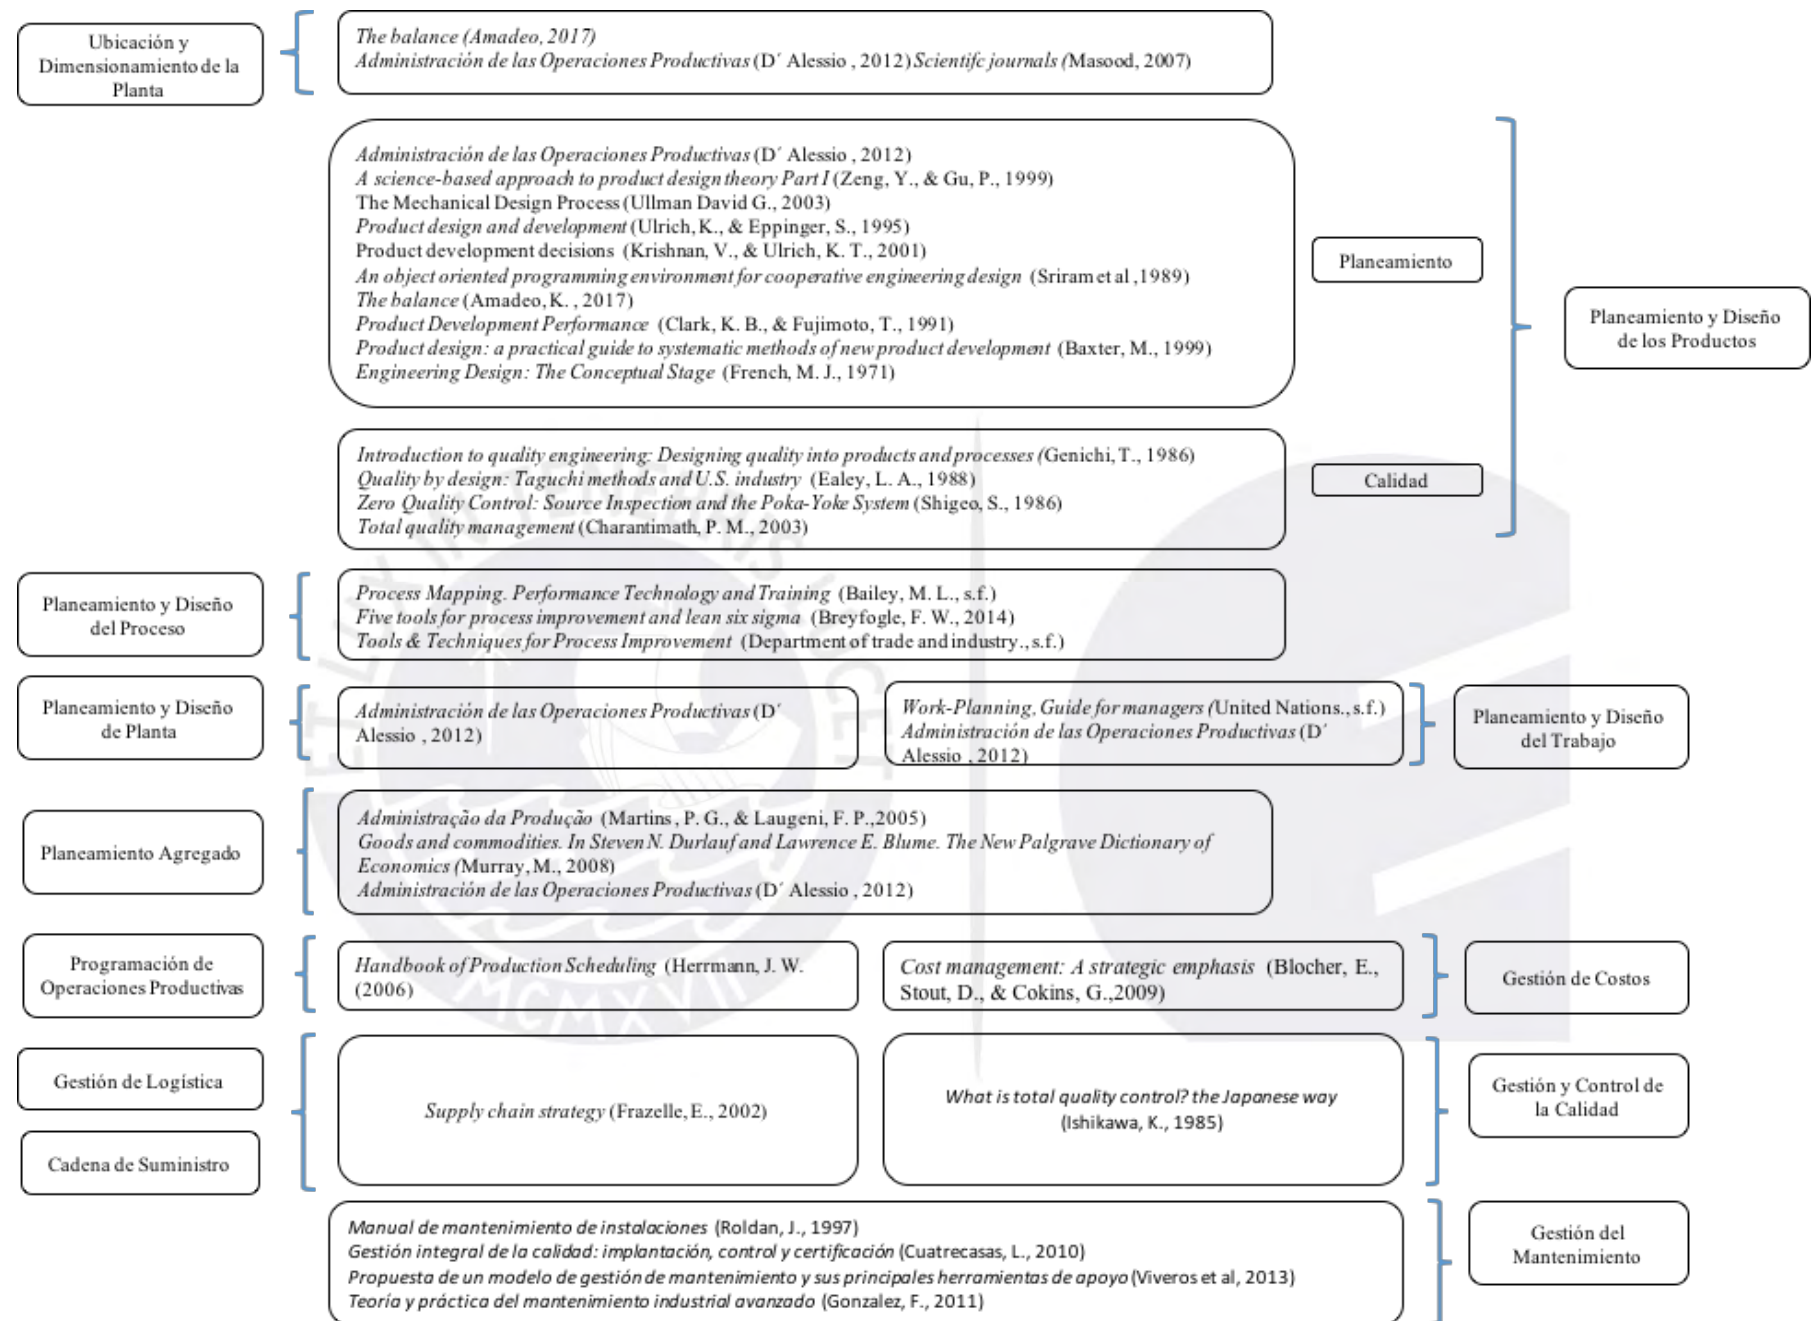 Ubicación y
Dimensionamiento de la
Planta
The balance (Amadeo, 2017)
Administración de las Operaciones Productivas (D´ Alessio , 2012) Scientifc journals (Masood, 2007)
Administración de las Operaciones Productivas (D´ Alessio , 2012)
A science-based approach to product design theory Part I (Zeng, Y., & Gu, P., 1999)
The Mechanical Design Process (Ullman David G., 2003)
Product design and development (Ulrich, K., & Eppinger, S., 1995)
Product development decisions (Krishnan, V., & Ulrich, K. T., 2001)
An object oriented programming environment for cooperative engineering design (Sriram et al ,1989)
The balance (Amadeo, K. , 2017)
Product Development Performance (Clark, K. B., & Fujimoto, T., 1991)
Product design: a practical guide to systematic methods of new product development (Baxter, M., 1999)
Engineering Design: The Conceptual Stage (French, M. J., 1971)
Planeamiento
Planeamiento y Diseño
de los Productos
Introduction to quality engineering: Designing quality into products and processes (Genichi, T., 1986)
Quality by design: Taguchi methods and U.S. industry (Ealey, L. A., 1988)
Zero Quality Control: Source Inspection and the Poka-Yoke System (Shigeo, S., 1986)
Total quality management (Charantimath, P. M., 2003)
Calidad
Planeamiento y Diseño
del Proceso
Process Mapping. Performance Technology and Training (Bailey, M. L., s.f.)
Five tools for process improvement and lean six sigma (Breyfogle, F. W., 2014)
Tools & Techniques for Process Improvement (Department of trade and industry., s.f.)
Planeamiento y Diseño
de Planta
Administración de las Operaciones Productivas (D´
Alessio , 2012)
Work-Planning. Guide for managers (United Nations., s.f.)
Administración de las Operaciones Productivas (D´
Alessio , 2012)
Planeamiento y Diseño
del Trabajo
Planeamiento Agregado
Administração da Produção (Martins, P. G., & Laugeni, F. P.,2005)
Goods and commodities. In Steven N. Durlauf and Lawrence E. Blume. The New Palgrave Dictionary of
Economics (Murray, M., 2008)
Administración de las Operaciones Productivas (D´ Alessio , 2012)
Programación de
Operaciones Productivas
Handbook of Production Scheduling (Herrmann, J. W.
(2006)
Cost management: A strategic emphasis (Blocher, E.,
Stout, D., & Cokins, G.,2009)
Gestión de Costos
Gestión de Logística
Cadena de Suministro
Supply chain strategy (Frazelle, E., 2002)
What is total quality control? the Japanese way
(Ishikawa, K., 1985)
Gestión y Control de
la Calidad
Manual de mantenimiento de instalaciones (Roldan, J., 1997)
Gestión integral de la calidad: implantación, control y certificación (Cuatrecasas, L., 2010)
Propuesta de un modelo de gestión de mantenimiento y sus principales herramientas de apoyo (Viveros et al, 2013)
Teoría y práctica del mantenimiento industrial avanzado (Gonzalez, F., 2011)
Gestión del
Mantenimiento
ET LUX IN TENEBRIS LUCET
MCMXVII